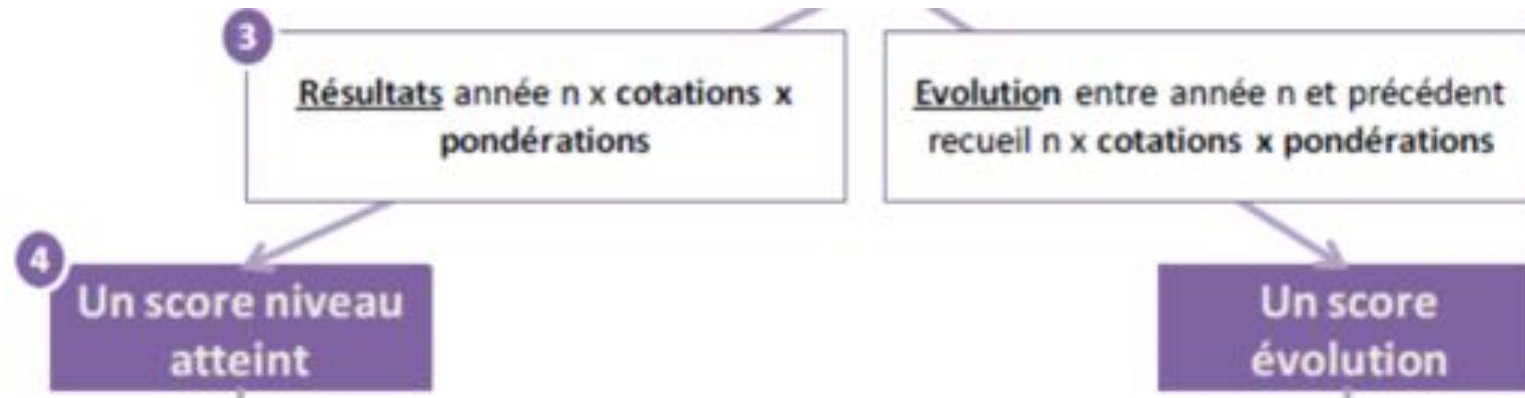 3
Résultats année n x cotations x
pondérations
Evolution entre année n et précédent
recueil n x cotations x pondérations
4
Un score niveau
atteint
Un score
évolution